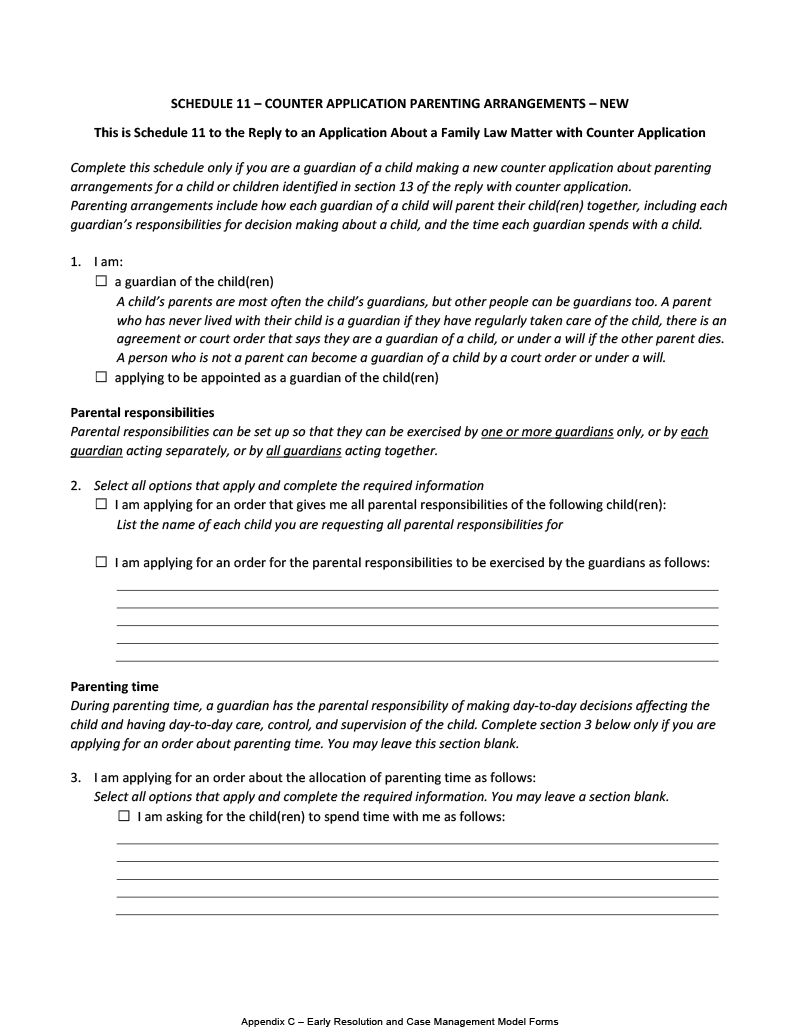 SCHEDULE 11 – COUNTER APPLICATION PARENTING ARRANGEMENTS – NEW
This is Schedule 11 to the Reply to an Application About a Family Law Matter with Counter Application
Complete this schedule only if you are a guardian of a child making a new counter application about parenting
arrangements for a child or children identified in section 13 of the reply with counter application.
Parenting arrangements include how each guardian of a child will parent their child(ren) together, including each
guardian's responsibilities for decision making about a child, and the time each guardian spends with a child.
1. I am:
☐ a guardian of the child(ren)
A child's parents are most often the child's guardians, but other people can be guardians too. A parent
who has never lived with their child is a guardian if they have regularly taken care of the child, there is an
agreement or court order that says they are a guardian of a child, or under a will if the other parent dies.
A person who is not a parent can become a guardian of a child by a court order or under a will.
☐ applying to be appointed as a guardian of the child(ren)
Parental responsibilities
Parental responsibilities can be set up so that they can be exercised by one or more guardians only, or by each
guardian acting separately, or by all guardians acting together.
2. Select all options that apply and complete the required information
☐ I am applying for an order that gives me all parental responsibilities of the following child(ren):
List the name of each child you are requesting all parental responsibilities for
☐ I am applying for an order for the parental responsibilities to be exercised by the guardians as follows:
Parenting time
During parenting time, a guardian has the parental responsibility of making day-to-day decisions affecting the
child and having day-to-day care, control, and supervision of the child. Complete section 3 below only if you are
applying for an order about parenting time. You may leave this section blank.
3. I am applying for an order about the allocation of parenting time as follows:
Select all options that apply and complete the required information. You may leave a section blank.
☐ I am asking for the child(ren) to spend time with me as follows:
Appendix C – Early Resolution and Case Management Model Forms